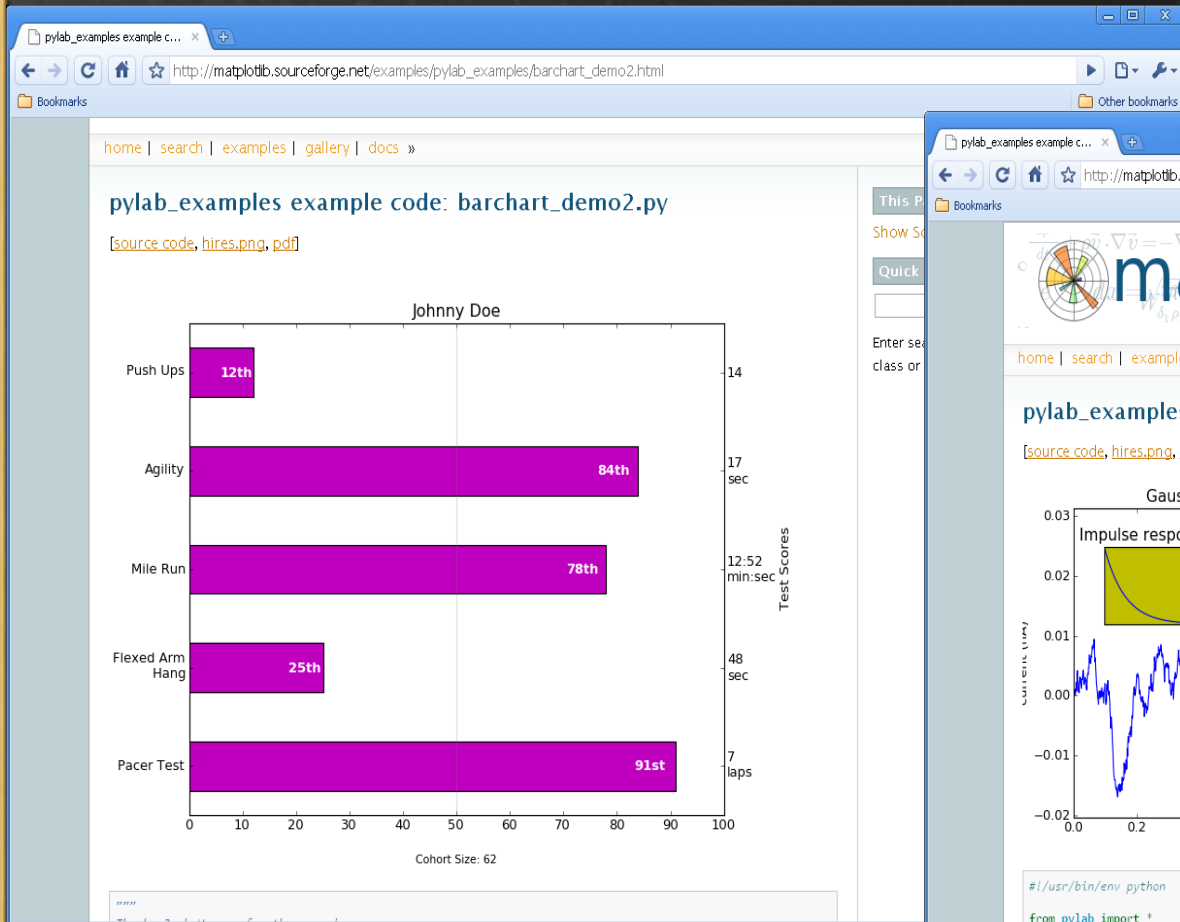 pylab_examples example c...
http://matplotlib.sourceforge.net/examples/pylab_examples/barchart_demo2.html
Bookmarks
Other bookmarks
home | search | examples | gallery | docs »
pylab_examples example code: barchart_demo2.py
[source code, hires.png, pdf]
Johnny Doe
Push Ups
12th
14
Agility
84th
17
sec
Mile Run
78th
12:52
min:sec
Flexed Arm
Hang
25th
48
sec
Pacer Test
91st
7
laps
Test Scores
0 10 20 30 40 50 60 70 80 90 100
Cohort Size: 62
"""
This P
Show So
Quick
Enter sea
class or
pylab_examples example c...
http://matplotlib.
Bookmarks
m
home | search | exampl
pylab_example
[source code, hires.png,
Gaus
Impulse respo
0.03
0.02
0.01
0.00
−0.01
−0.02
0.0 0.2
#!/usr/bin/env python
from pylab import *